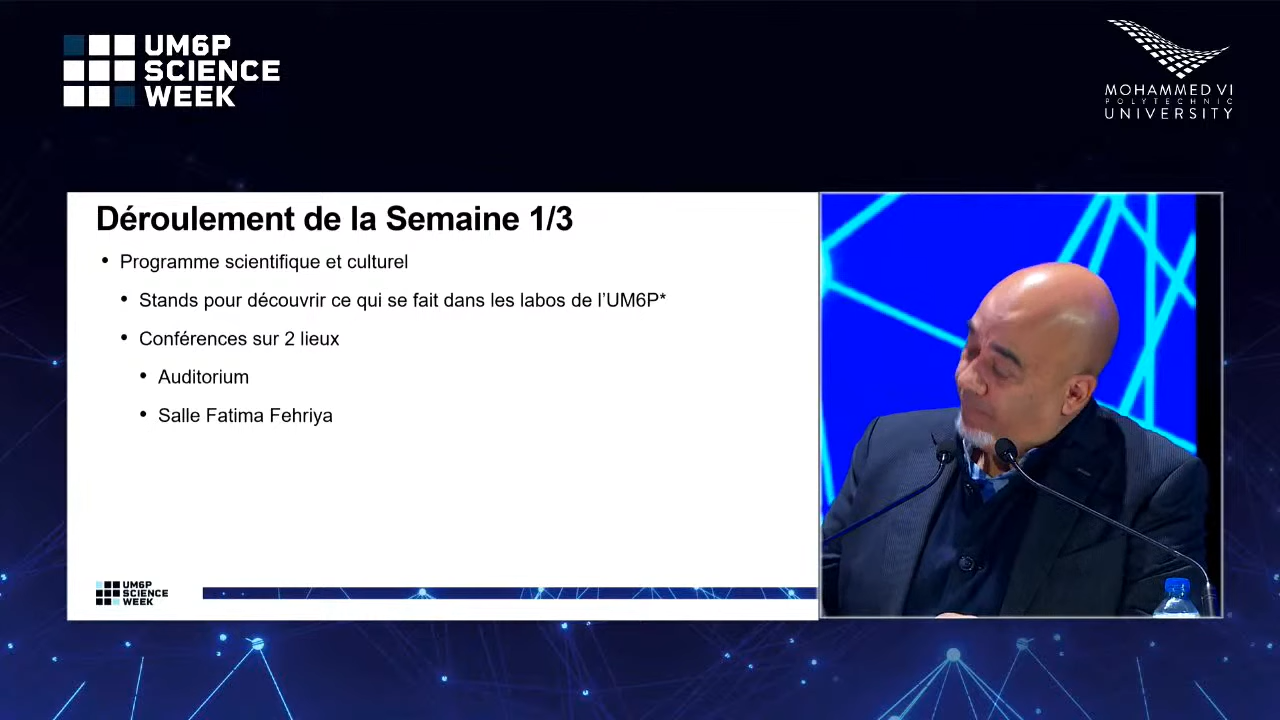 UM6P
SCIENCE
WEEK
MOHAMMED VI
POLYTECHNIC
UNIVERSITY
Déroulement de la Semaine 1/3
• Programme scientifique et culturel
• Stands pour découvrir ce qui se fait dans les labos de l’UM6P*
• Conférences sur 2 lieux
• Auditorium
• Salle Fatima Fehriya
UM6P
SCIENCE
WEEK